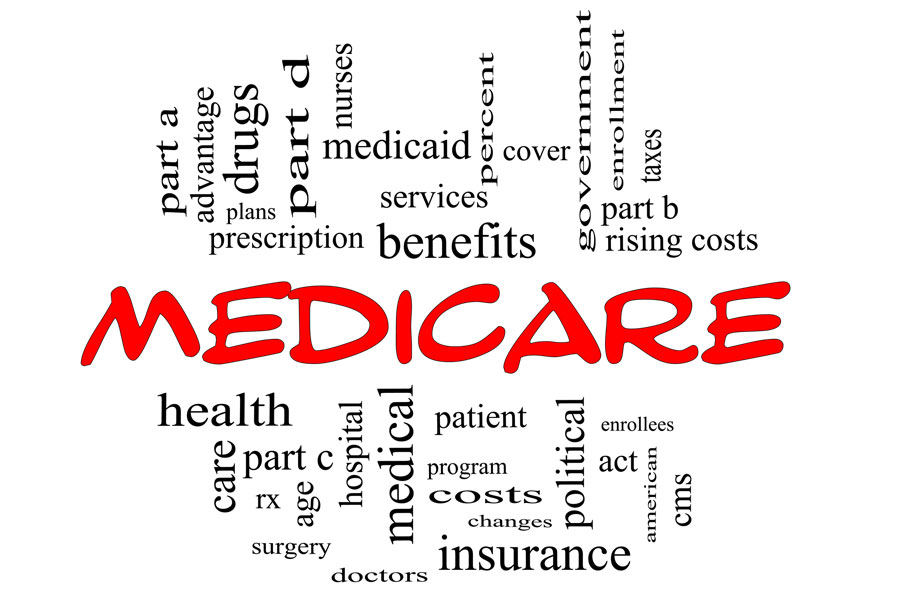 part a
advantage
drugs
part d
nurses
medicaid
percent
cover
government
enrollment
taxes
plans
services
part b
prescription
benefits
rising costs
MEDICARE
health
care
part c
hospital
medical
patient
political
enrollees
rx
age
program
act
american
cms
costs
changes
surgery
doctors
insurance